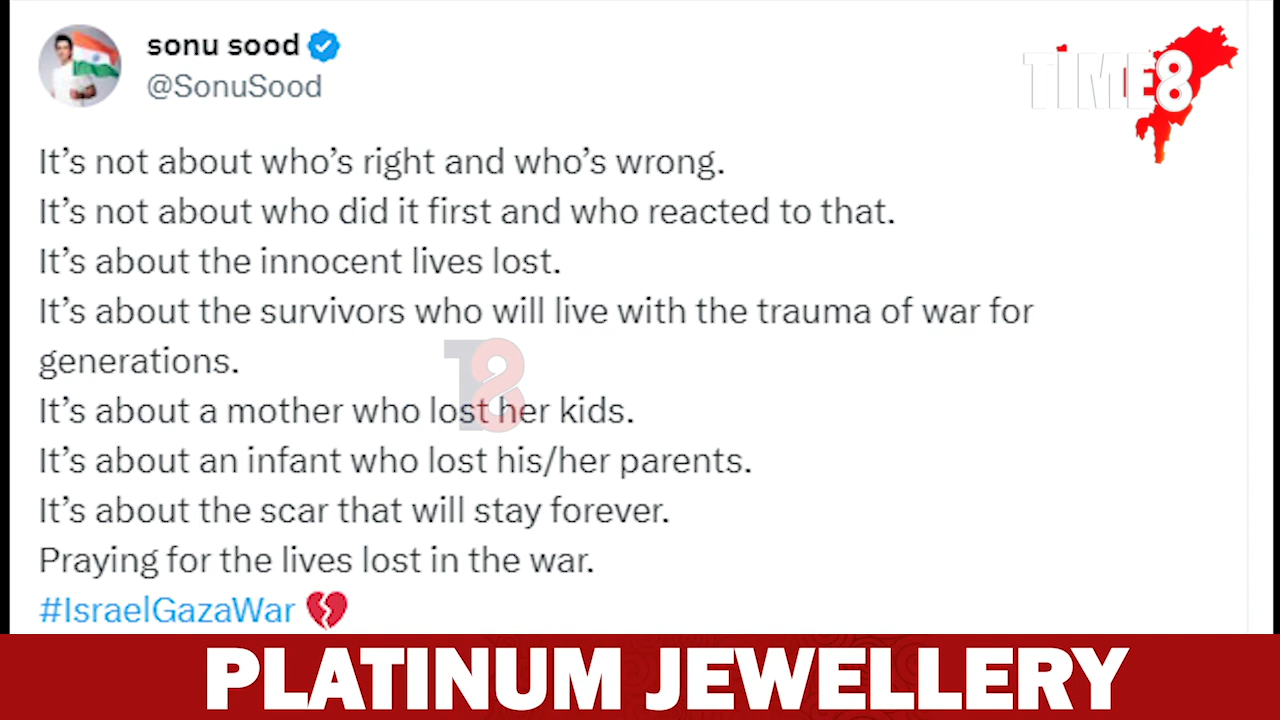 sonu sood
@SonuSood
TIME8
It's not about who's right and who's wrong.
It's not about who did it first and who reacted to that.
It's about the innocent lives lost.
It's about the survivors who will live with the trauma of war for
generations.
T8
It's about a mother who lost her kids.
It's about an infant who lost his/her parents.
It's about the scar that will stay forever.
Praying for the lives lost in the war.
#IsraelGazaWar 💔
PLATINUM JEWELLERY